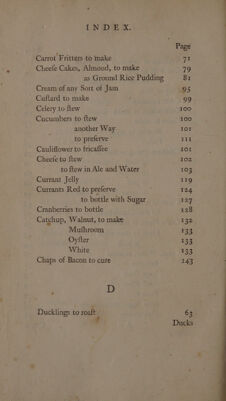 INDEX.
Page
Carrot Fritters to make 71
Cheeſe Cakes, Almond, to make 79
as Ground Rice Pudding 81
Cream of any Sort of Jam 95
Cuſtard to make 99
Celery to ſtew 100
Cucumbers to ſtew 100
another Way 101
to preſerve 111
Cauliflower to fricaſſee 101
Cheeſe to ſtew 102
to ſtew in Ale and Water 103
Currant Jelly 119
Currants Red to preſerve 124
to bottle with Sugar 127
Cranberries to bottle 128
Catchup, Walnut, to make 132
Muſhroom 133
Oyſter 133
White 133
Chaps of Bacon to cure 143
D
Ducklings to roaſt 63
Ducks